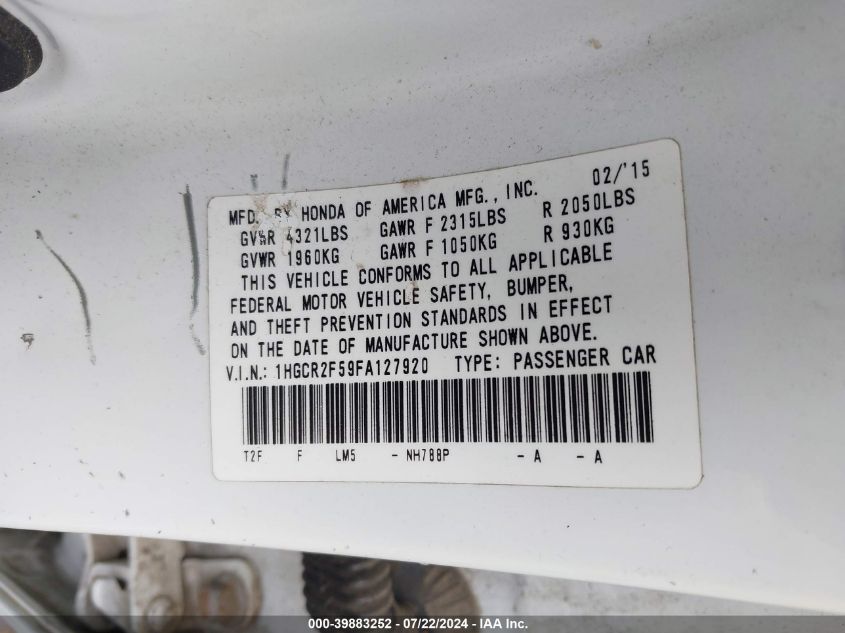 MFD. BY HONDA OF AMERICA MFG., INC. 02/'15
GVWR 4321LBS GAWR F 2315LBS R 2050LBS
GVWR 1960KG GAWR F 1050KG R 930KG
THIS VEHICLE CONFORMS TO ALL APPLICABLE
FEDERAL MOTOR VEHICLE SAFETY, BUMPER,
AND THEFT PREVENTION STANDARDS IN EFFECT
ON THE DATE OF MANUFACTURE SHOWN ABOVE.
V.I.N.: 1HGCR2F59FA127920 TYPE: PASSENGER CAR
T2F F LM5 - NH788P - A - A
000-39883252 - 07/22/2024 - IAA Inc.